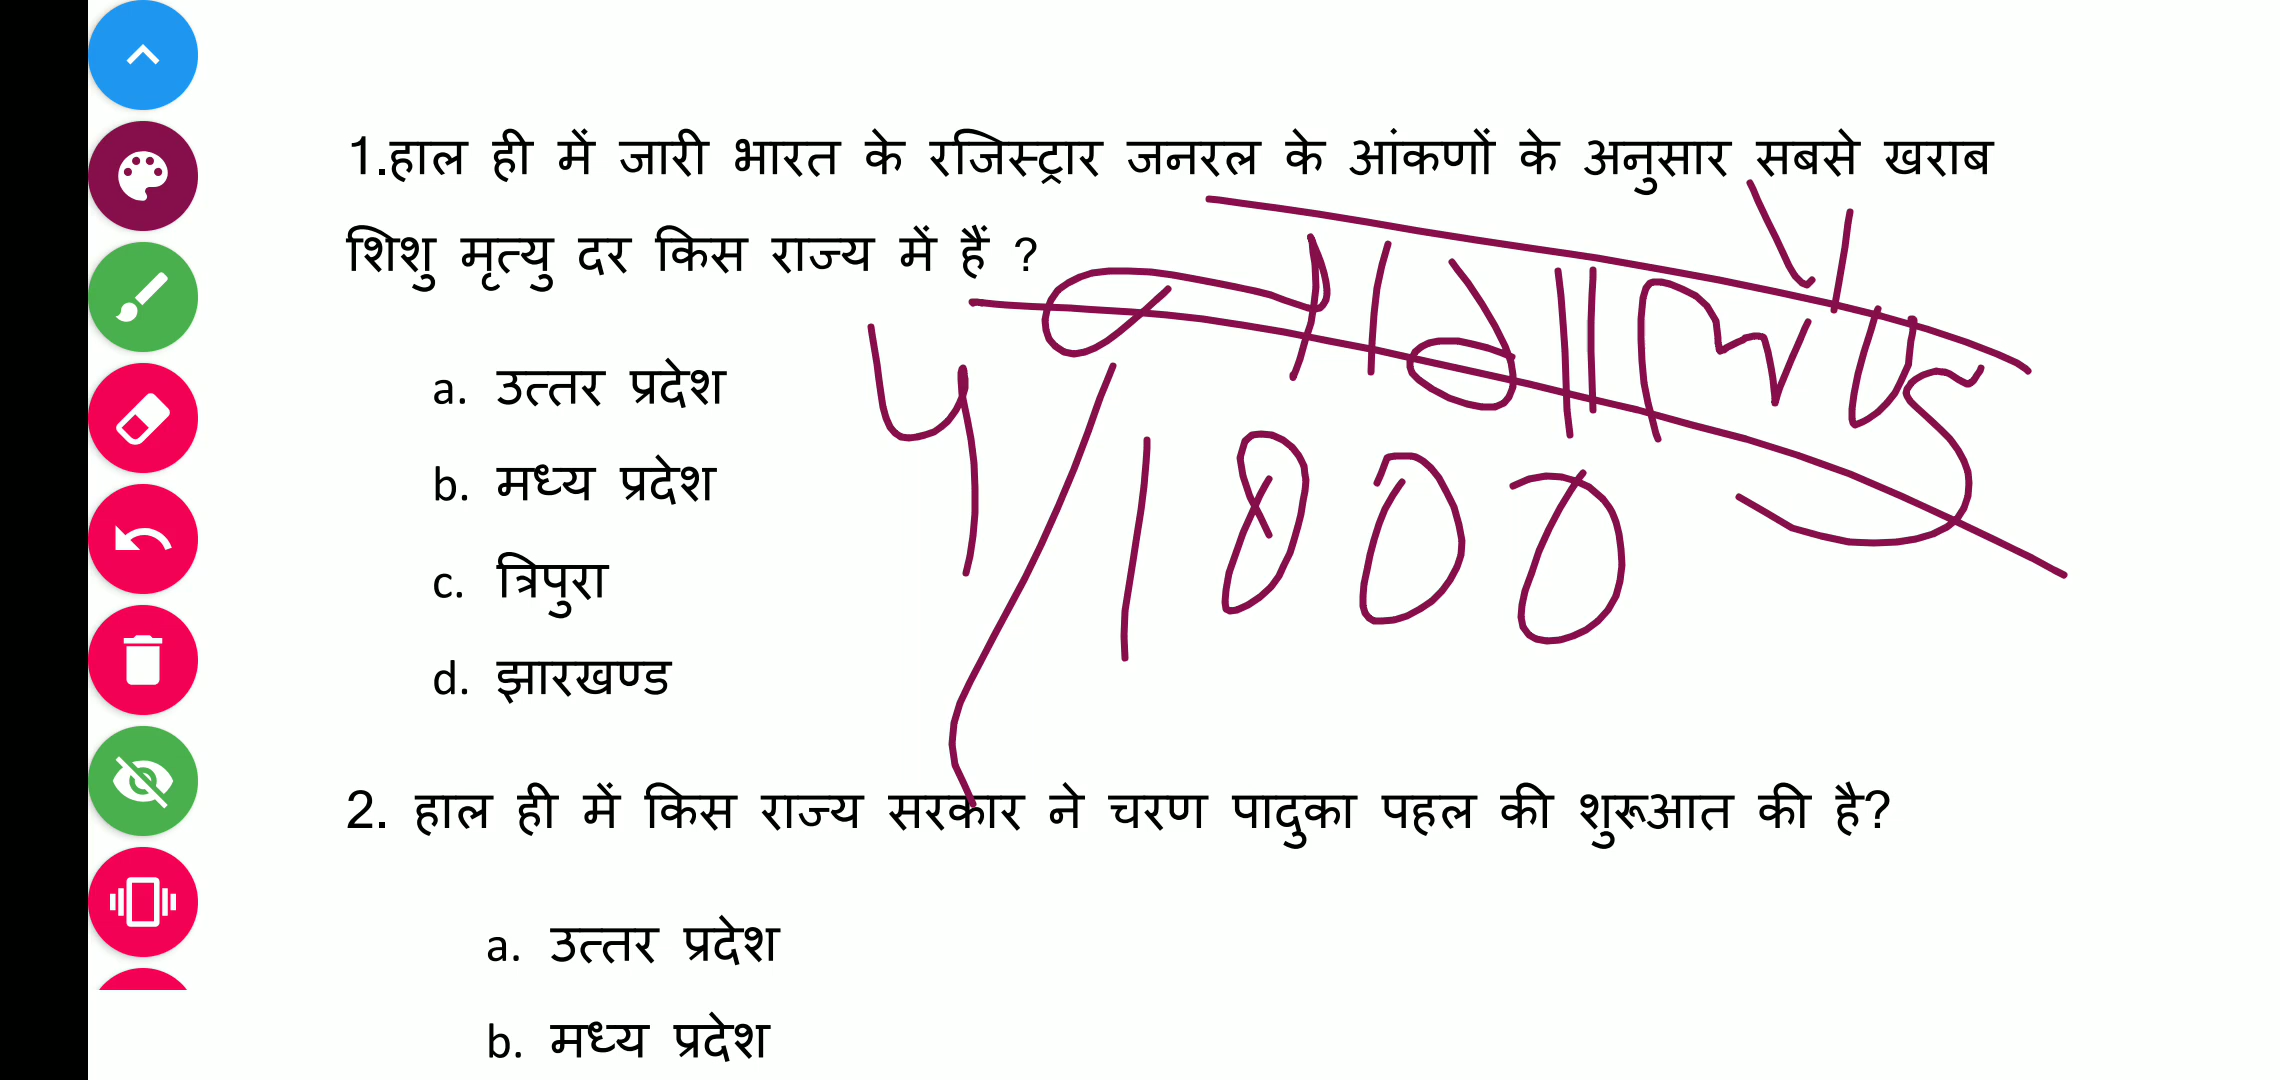 1.हाल ही में जारी भारत के रजिस्ट्रार जनरल के आंकणों के अनुसार सबसे खराब
शिशु मृत्यु दर किस राज्य में हैं ?
a. उत्तर प्रदेश
b. मध्य प्रदेश
c. त्रिपुरा
d. झारखण्ड
1800
2. हाल ही में किस राज्य सरकार ने चरण पादुका पहल की शुरूआत की है?
a. उत्तर प्रदेश
b. मध्य प्रदेश